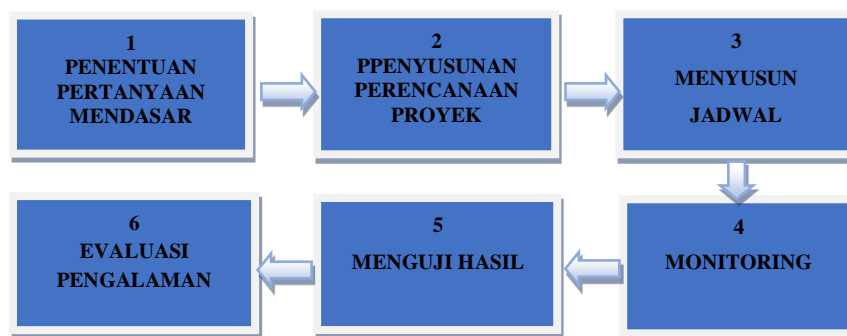 1
PENENTUAN
PERTANYAAN
MENDASAR
2
PPENYUSUNAN
PERENCANAAN
PROYEK
3
MENYUSUN
JADWAL
4
MONITORING
5
MENGUJI HASIL
6
EVALUASI
PENGALAMAN